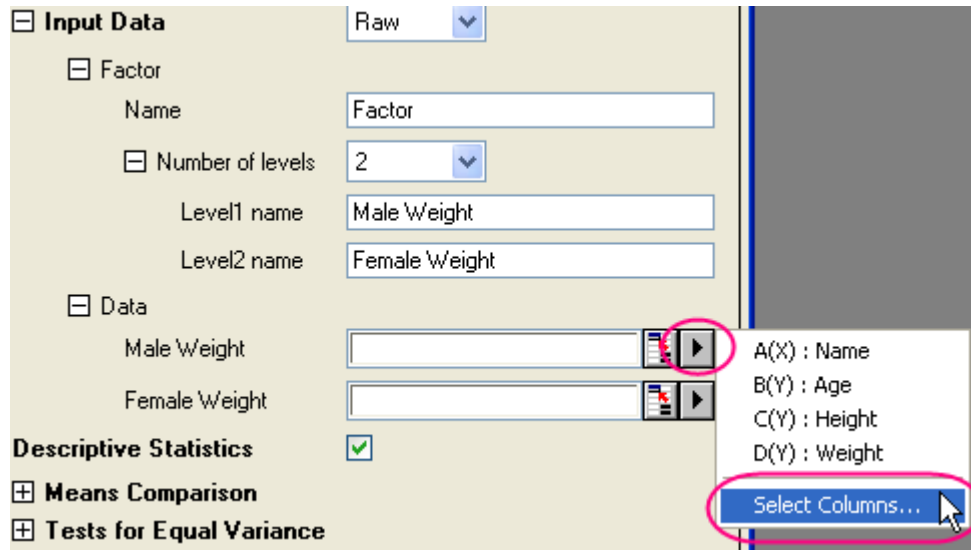 Input Data Raw
Factor
Name Factor
Number of levels 2
Level1 name Male Weight
Level2 name Female Weight
Data
Male Weight
Female Weight
Descriptive Statistics
Means Comparison
Tests for Equal Variance
A(X) : Name
B(Y) : Age
C(Y) : Height
D(Y) : Weight
Select Columns...